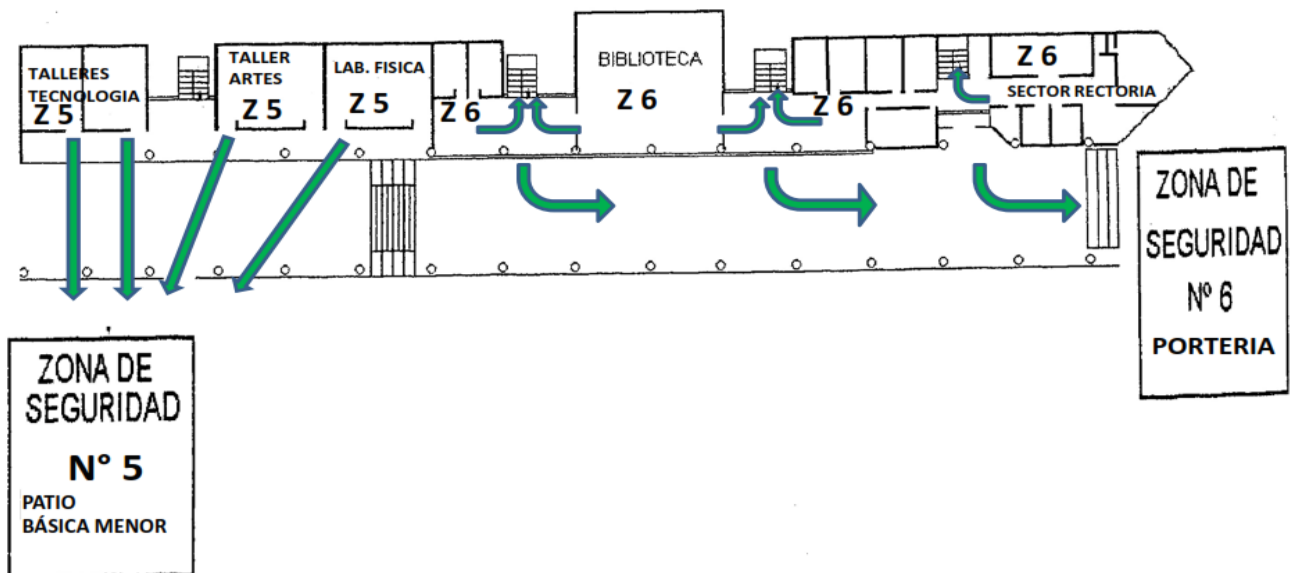 TALLERES
TECNOLOGIA
Z 5
TALLER
ARTES
Z 5
LAB. FISICA
Z 5
Z 6
BIBLIOTECA
Z 6
Z 6
Z 6
SECTOR RECTORIA
ZONA DE
SEGURIDAD
Nº 6
PORTERIA
ZONA DE
SEGURIDAD
N° 5
PATIO
BÁSICA MENOR